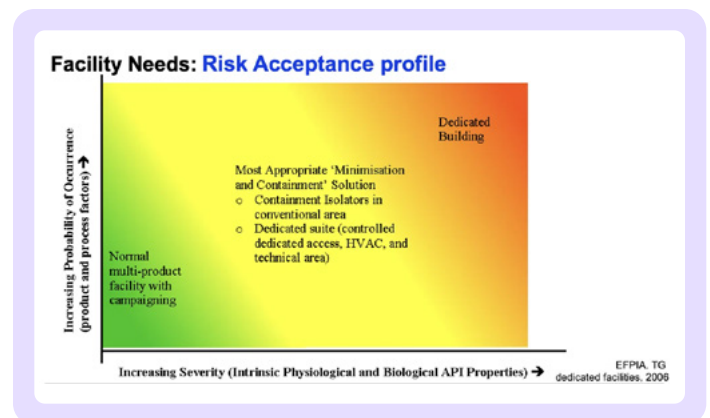 Facility Needs: Risk Acceptance profile
Increasing Probability of Occurrence
(product and process factors) →
Dedicated
Building
Most Appropriate 'Minimisation
and Containment' Solution
o Containment Isolators in
conventional area
o Dedicated suite (controlled
dedicated access, HVAC, and
technical area)
Normal
multi-product
facility with
campaigning
Increasing Severity (Intrinsic Physiological and Biological API Properties) →
EFPIA, TG
dedicated facilities, 2006